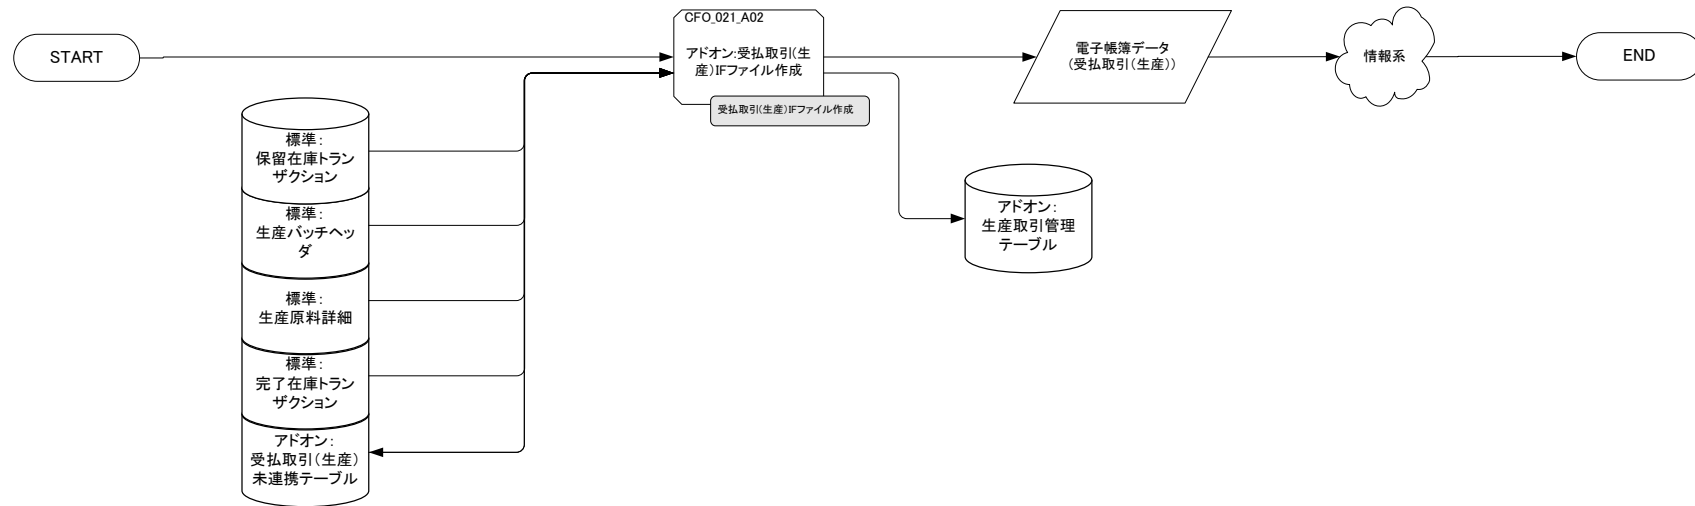 START
CFO_021_A02
アドオン:受払取引(生
産)IFファイル作成
受払取引(生産)IFファイル作成
電子帳簿データ
(受払取引(生産))
情報系
END
標準:
保留在庫トラン
ザクション
標準:
生産バッチヘッ
ダ
標準:
生産原料詳細
標準:
完了在庫トラン
ザクション
アドオン:
受払取引(生産)
未連携テーブル
アドオン:
生産取引管理
テーブル